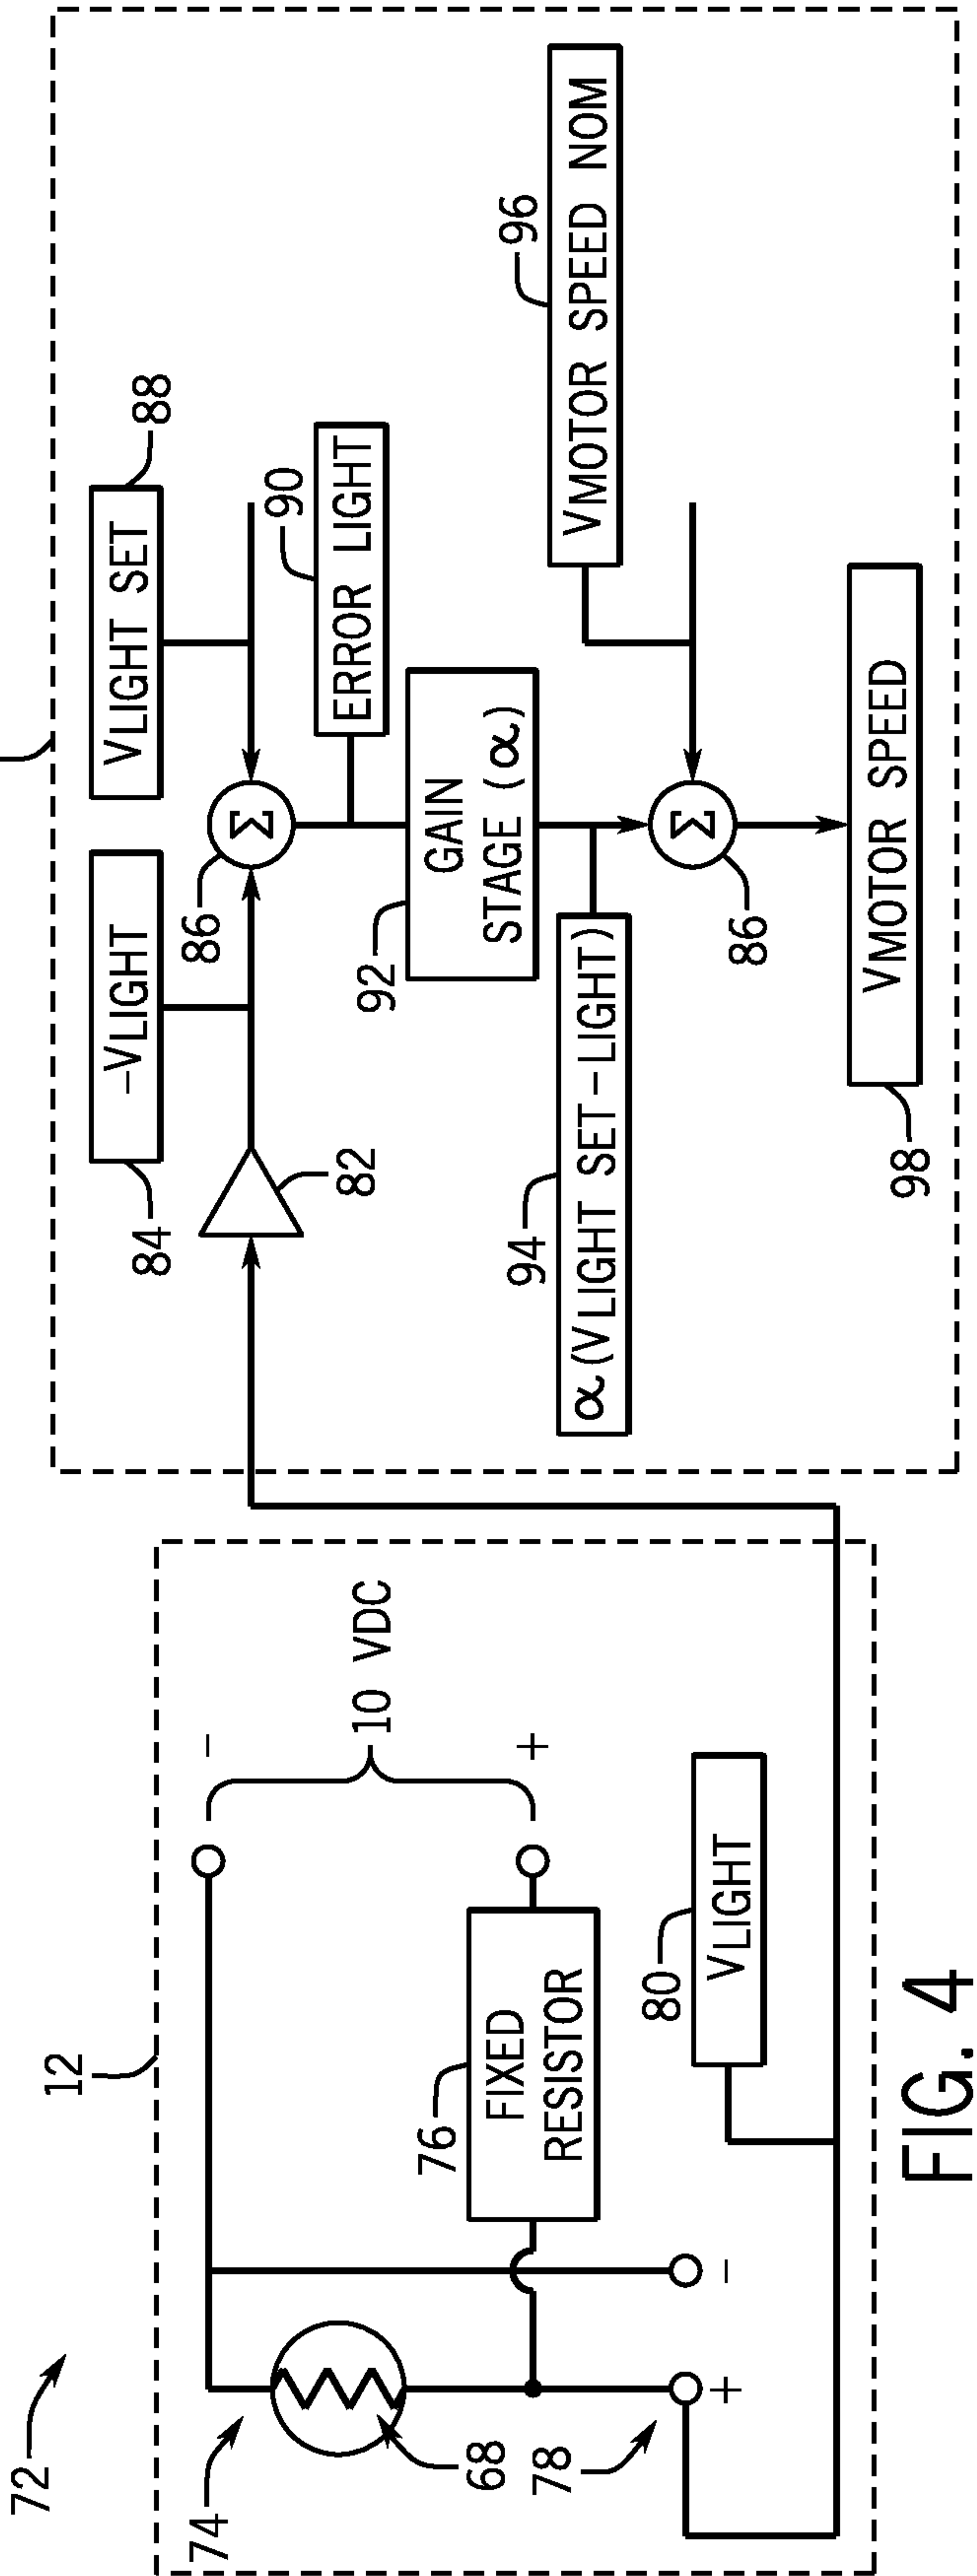 72
12
74
68
78
76
FIXED
RESISTOR
−
10 VDC
+
80
VLIGHT
+
−
84
−VLIGHT
82
86
VLIGHT SET
88
90
ERROR LIGHT
92
GAIN
STAGE (α)
94
α(VLIGHT SET−LIGHT)
96
VMOTOR SPEED NOM
86
98
VMOTOR SPEED
Σ
Σ
FIG. 4